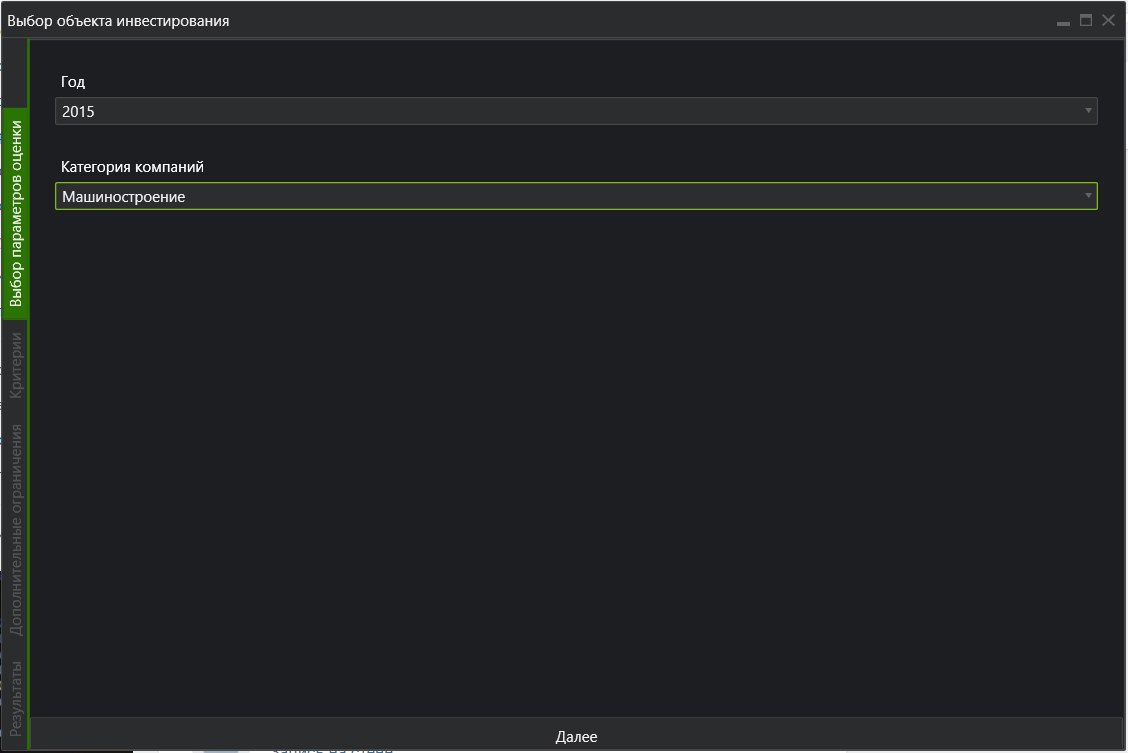 Выбор объекта инвестирования
Год
2015
Категория компаний
Машиностроение
Выбор параметров оценки
Критерии
Дополнительные ограничения
Результаты
Далее